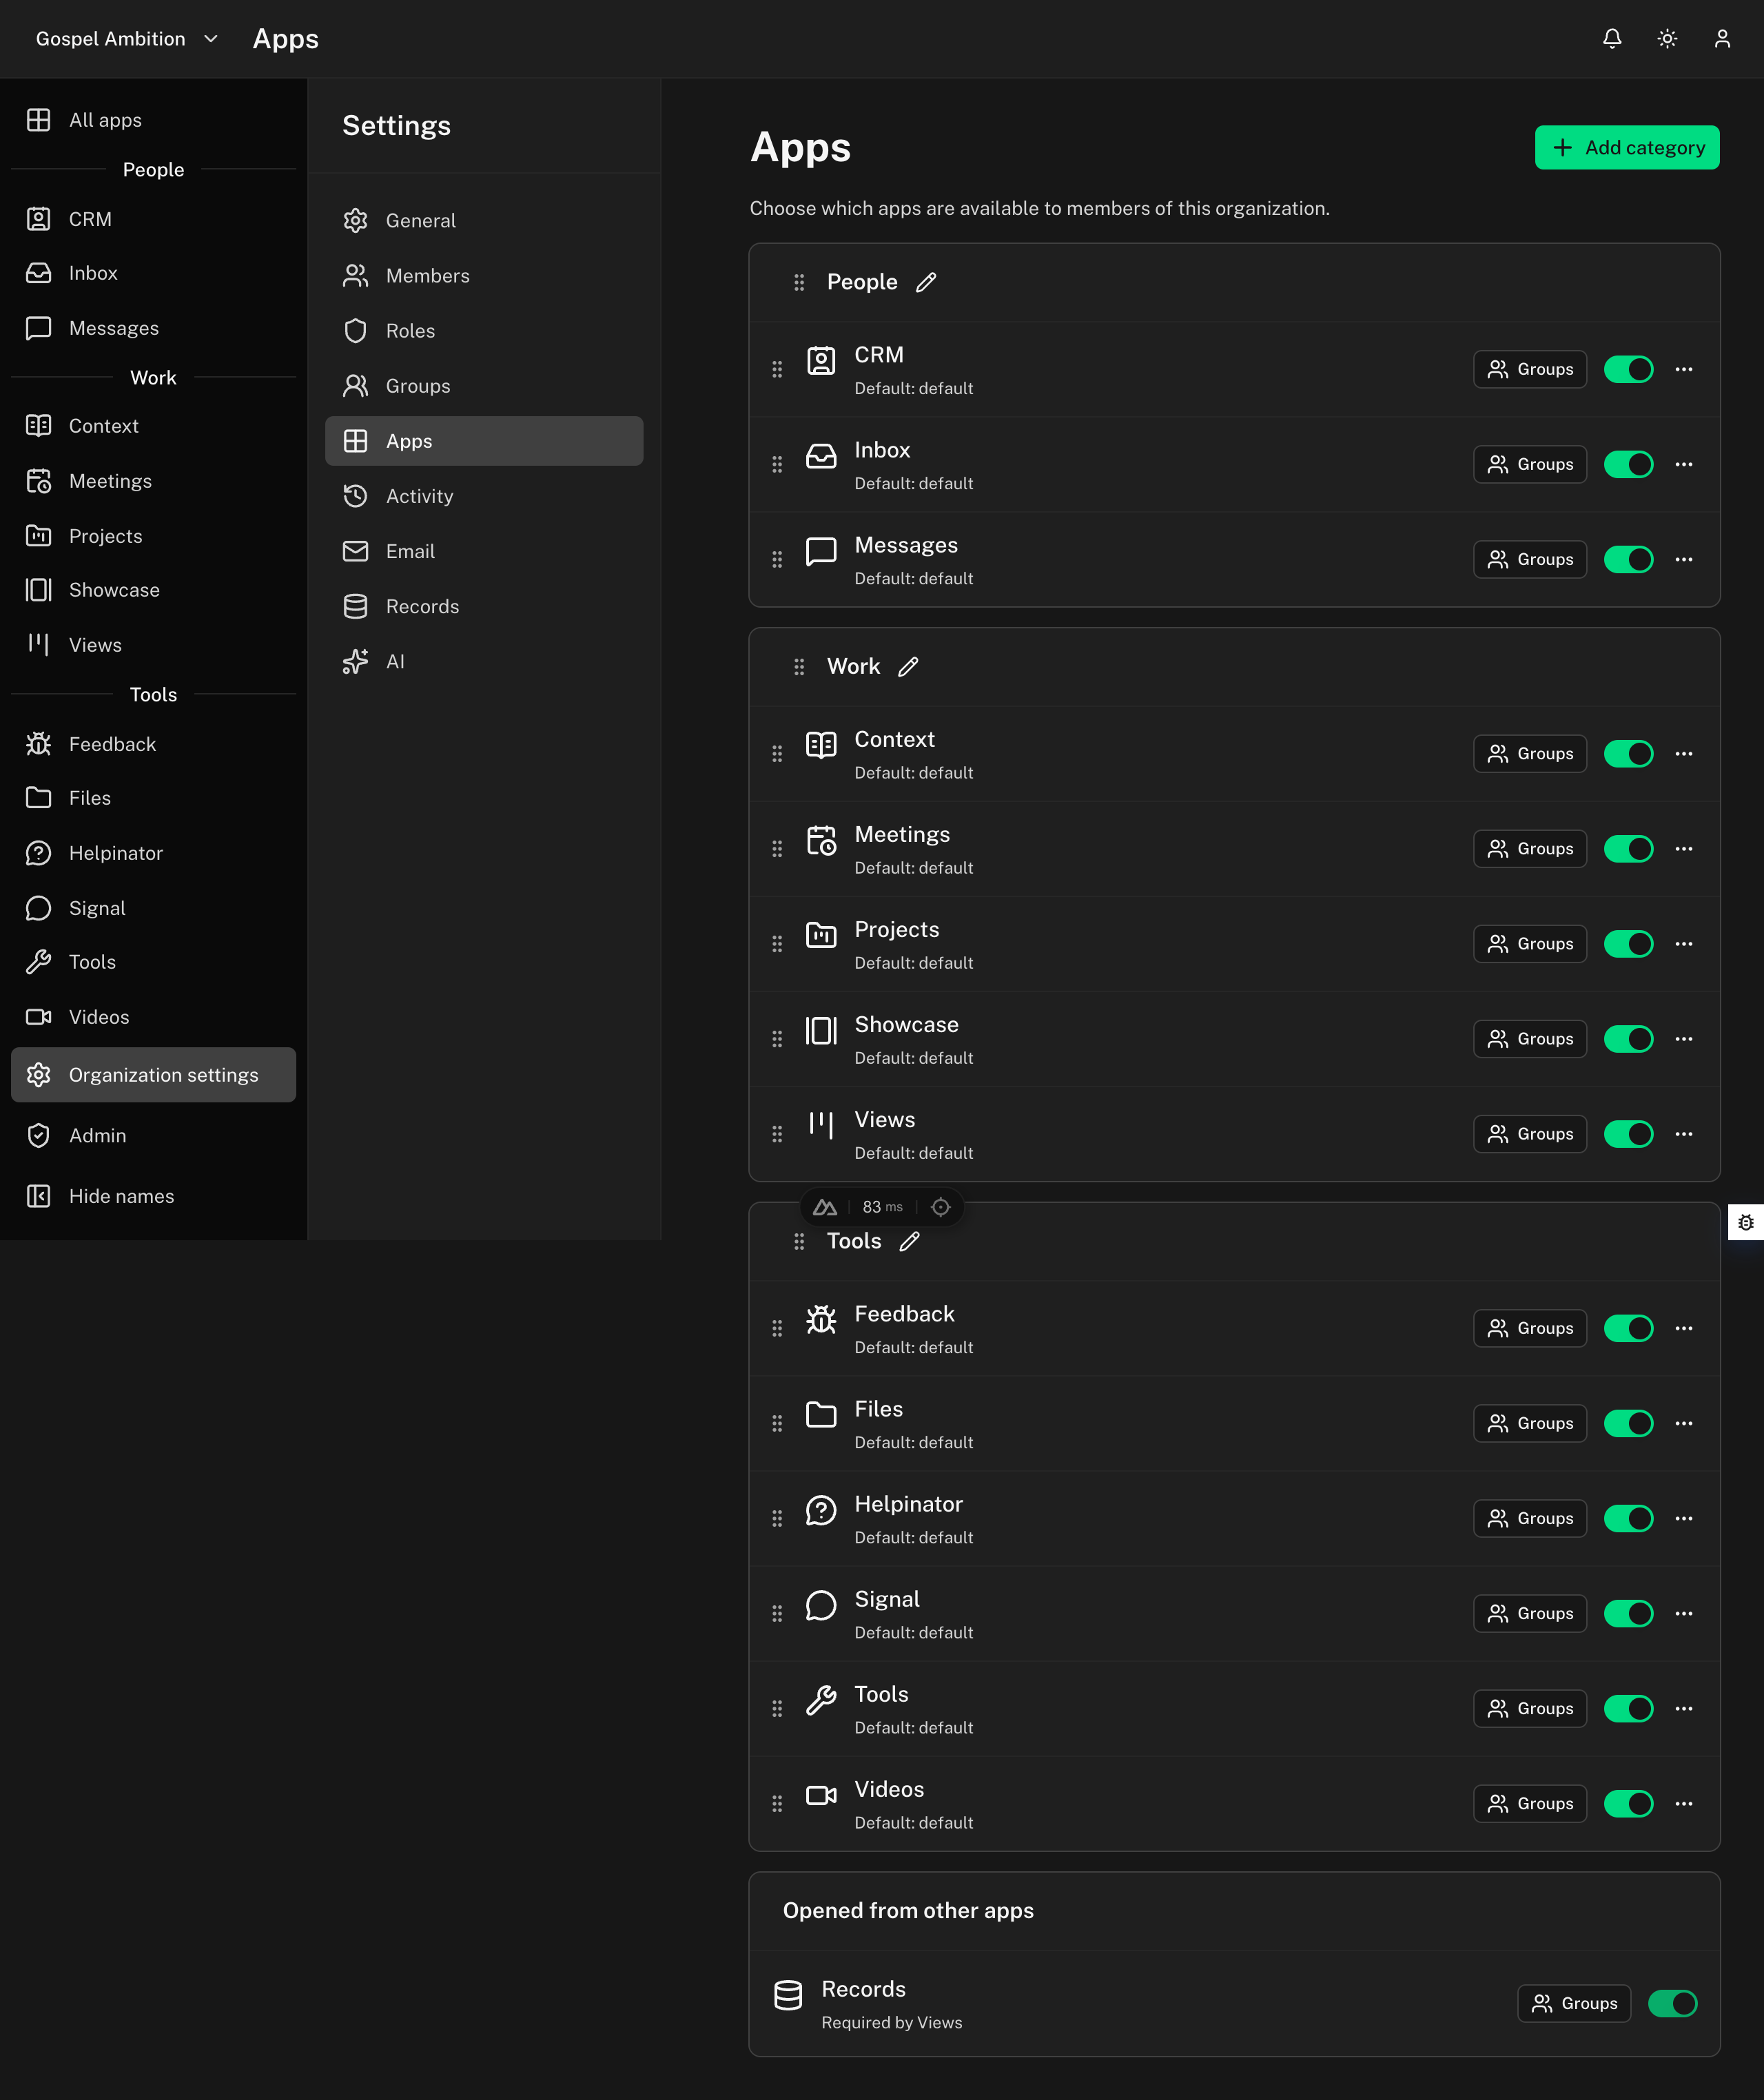 Gospel Ambition
Apps
All apps
People
CRM
Inbox
Messages
Work
Context
Meetings
Projects
Showcase
Views
Tools
Feedback
Files
Helpinator
Signal
Tools
Videos
Organization settings
Admin
Hide names
Settings
General
Members
Roles
Groups
Apps
Activity
Email
Records
AI
Apps
Add category
Choose which apps are available to members of this organization.
People
CRM
Default: default
Groups
Inbox
Default: default
Groups
Messages
Default: default
Groups
Work
Context
Default: default
Groups
Meetings
Default: default
Groups
Projects
Default: default
Groups
Showcase
Default: default
Groups
Views
Default: default
Groups
83 ms
Tools
Feedback
Default: default
Groups
Files
Default: default
Groups
Helpinator
Default: default
Groups
Signal
Default: default
Groups
Tools
Default: default
Groups
Videos
Default: default
Groups
Opened from other apps
Records
Required by Views
Groups